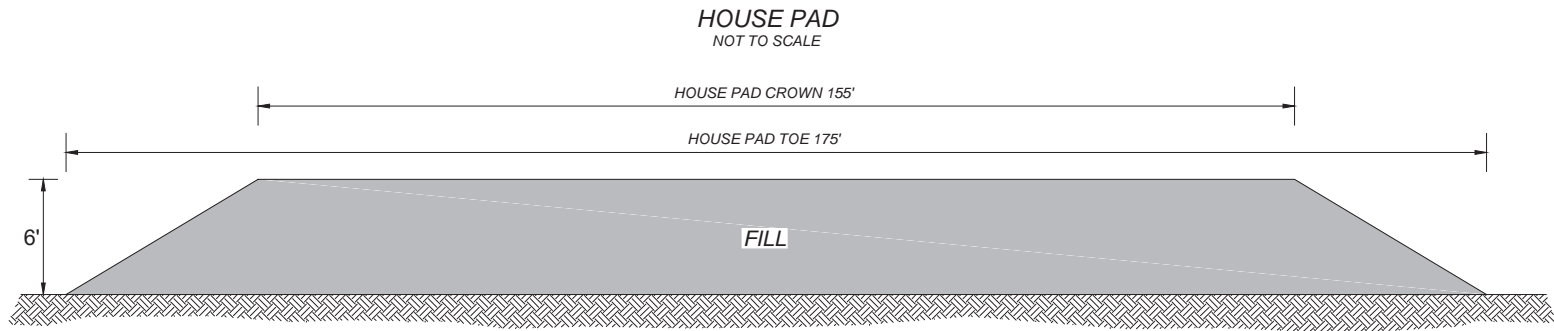 HOUSE PAD
NOT TO SCALE
HOUSE PAD CROWN 155'
HOUSE PAD TOE 175'
6'
FILL